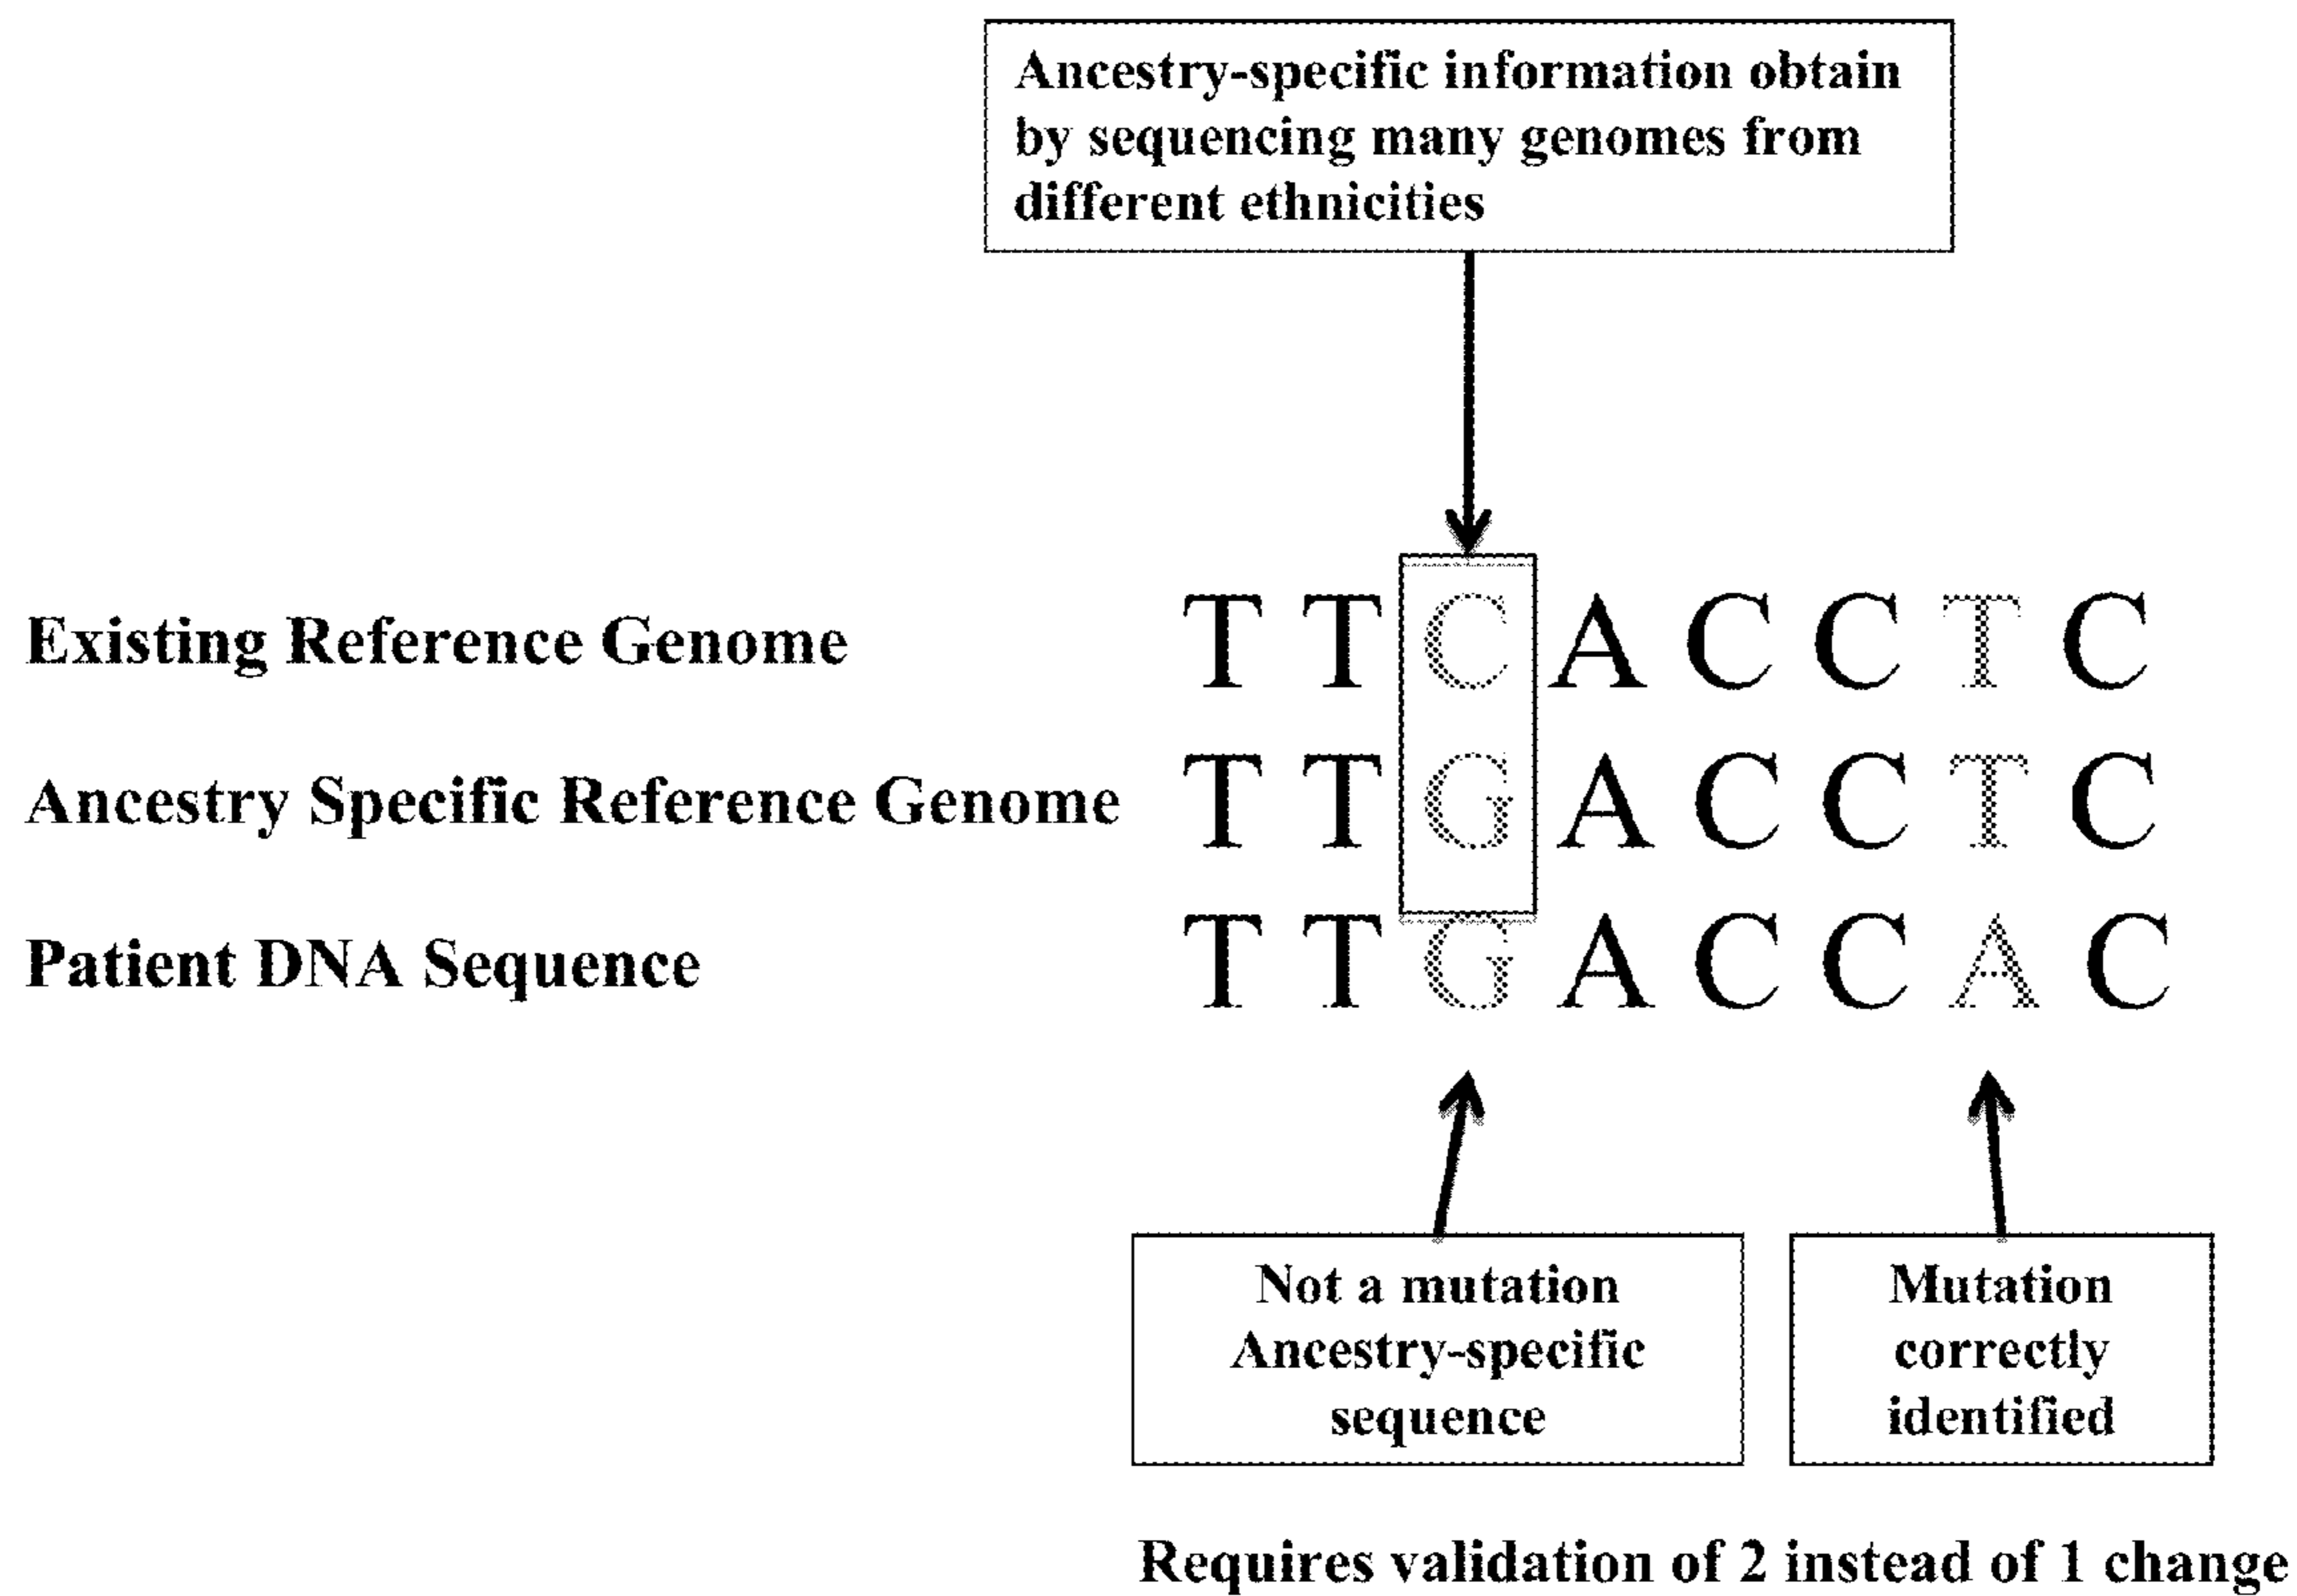 Ancestry-specific information obtain
by sequencing many genomes from
different ethnicities
Existing Reference Genome T T C A C C T C
Ancestry Specific Reference Genome T T G A C C T C
Patient DNA Sequence T T G A C C A C
Not a mutation
Ancestry-specific
sequence
Mutation
correctly
identified
Requires validation of 2 instead of 1 change